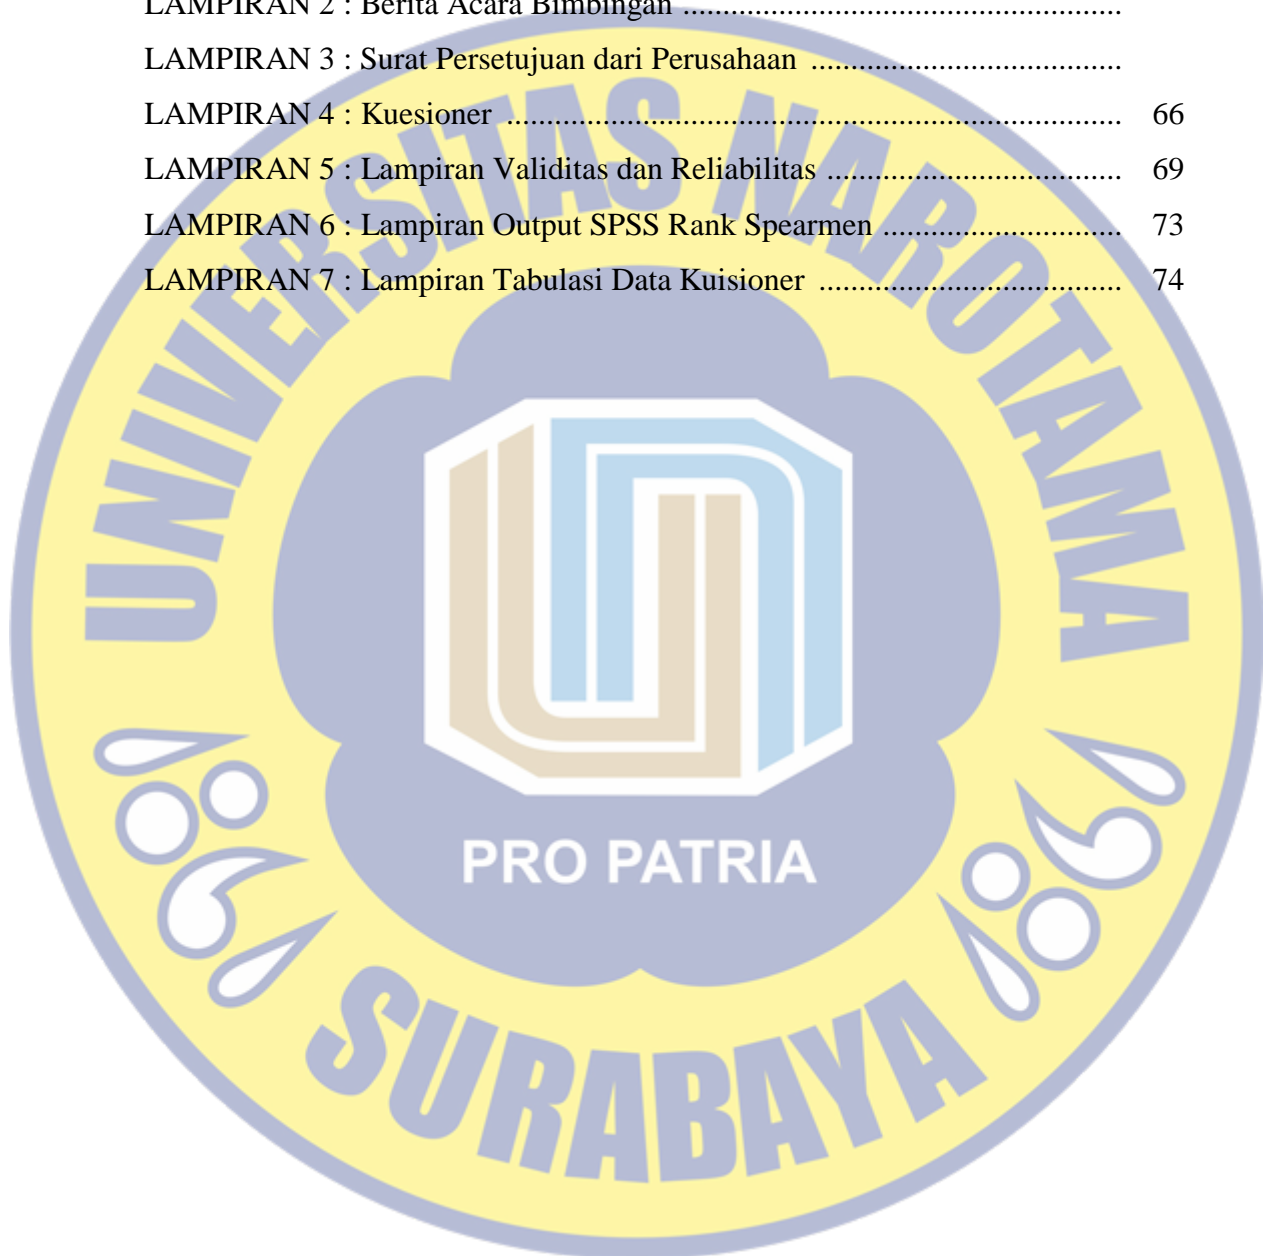 LAMPIRAN 2 : Berita Acara Bimbingan ........................................................
LAMPIRAN 3 : Surat Persetujuan dari Perusahaan .......................................
LAMPIRAN 4 : Kuesioner .............................................................................. 66
LAMPIRAN 5 : Lampiran Validitas dan Reliabilitas ..................................... 69
LAMPIRAN 6 : Lampiran Output SPSS Rank Spearmen .............................. 73
LAMPIRAN 7 : Lampiran Tabulasi Data Kuisioner ...................................... 74
UNIVERSITAS NAROTAMA
PRO PATRIA
SURABAYA